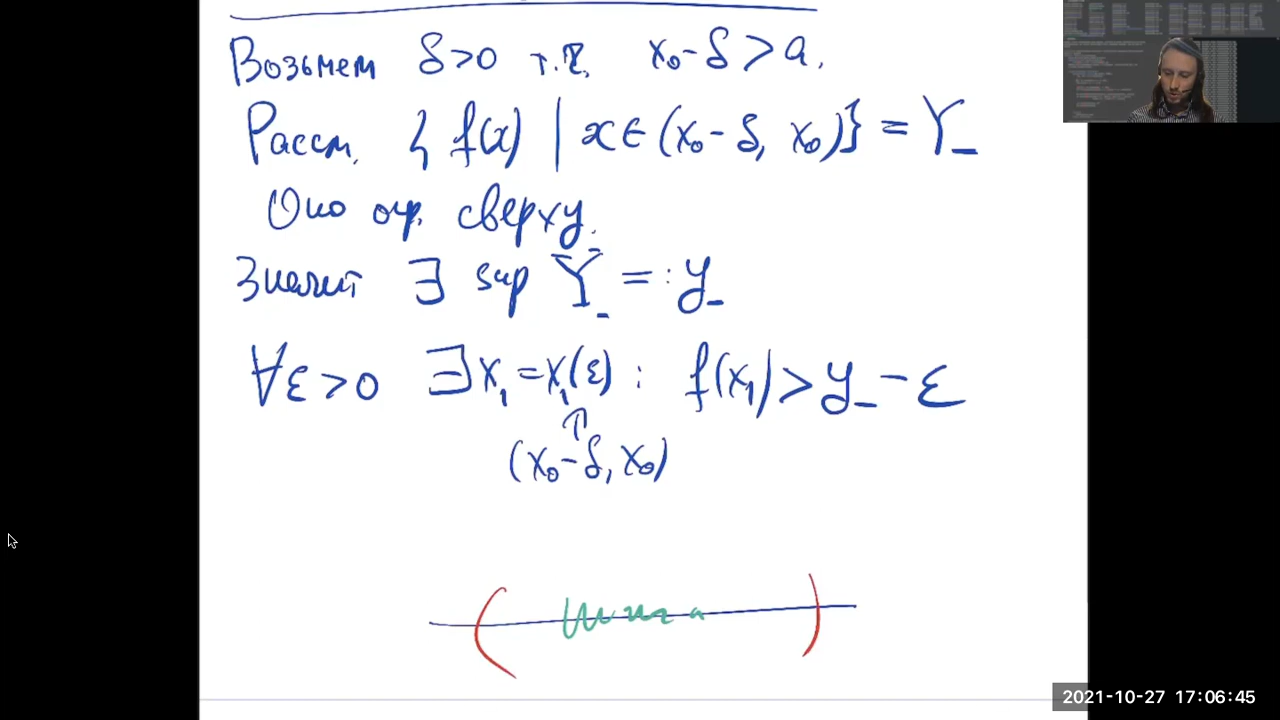 Возьмем δ>0 т.ч. x₀-δ>a.
Рассм. { f(x) | x∈(x₀-δ, x₀)} = Y₋
Оно огр. сверху.
Значит ∃ sup Y₋ =: y₋
∀ε>0 ∃x₁=x₁(ε) : f(x₁)>y₋-ε
(x₀-δ, x₀)
2021-10-27 17:06:45